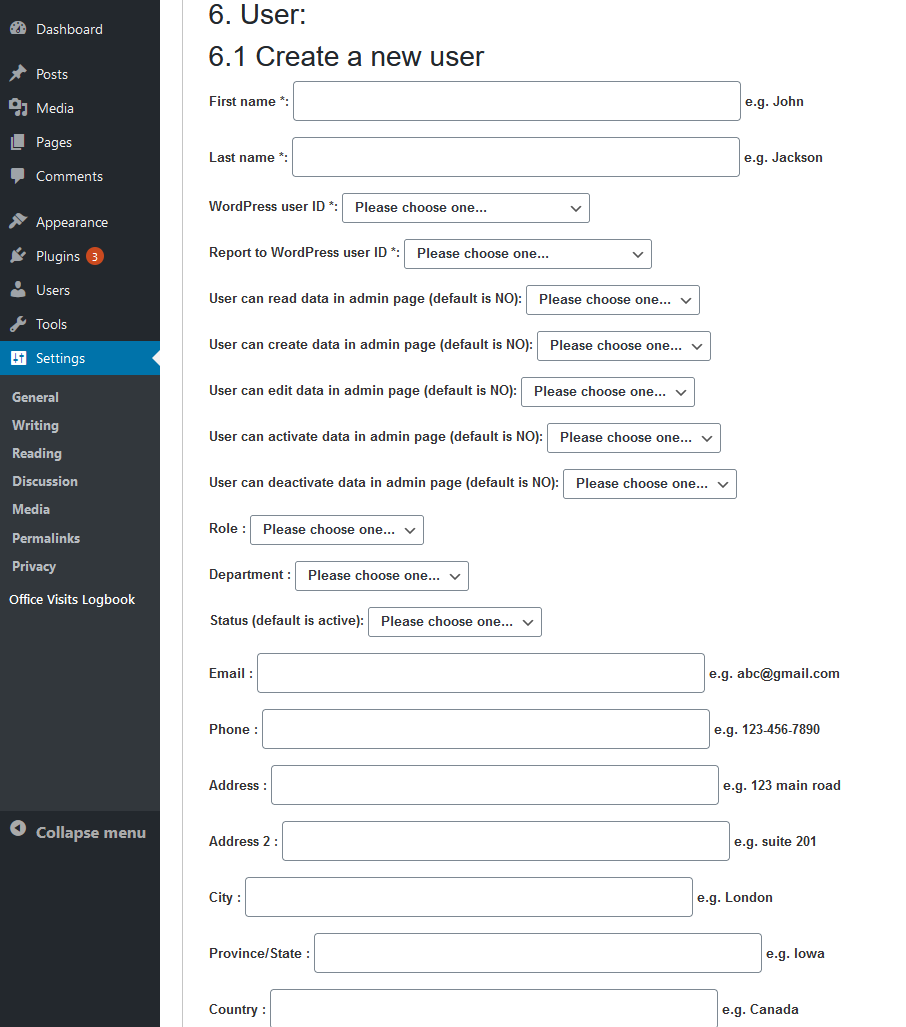 Dashboard
Posts
Media
Pages
Comments
Appearance
Plugins 3
Users
Tools
Settings
General
Writing
Reading
Discussion
Media
Permalinks
Privacy
Office Visits Logbook
Collapse menu
6. User:
6.1 Create a new user
First name *: e.g. John
Last name *: e.g. Jackson
WordPress user ID *: Please choose one...
Report to WordPress user ID *: Please choose one...
User can read data in admin page (default is NO): Please choose one...
User can create data in admin page (default is NO): Please choose one...
User can edit data in admin page (default is NO): Please choose one...
User can activate data in admin page (default is NO): Please choose one...
User can deactivate data in admin page (default is NO): Please choose one...
Role : Please choose one...
Department : Please choose one...
Status (default is active): Please choose one...
Email : e.g. abc@gmail.com
Phone : e.g. 123-456-7890
Address : e.g. 123 main road
Address 2 : e.g. suite 201
City : e.g. London
Province/State : e.g. Iowa
Country : e.g. Canada